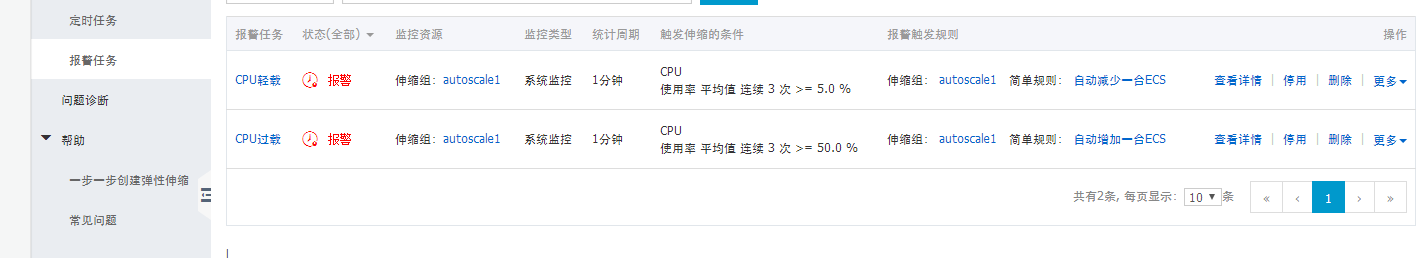 定时任务
报警任务
问题诊断
帮助
一步一步创建弹性伸缩
常见问题
报警任务 状态(全部) 监控资源 监控类型 统计周期 触发伸缩的条件 报警触发规则 操作
CPU轻载 报警 伸缩组: autoscale1 系统监控 1分钟 CPU 伸缩组: autoscale1 简单规则: 自动减少一台ECS 查看详情 | 停用 | 删除 | 更多
使用率 平均值 连续 3 次 >= 5.0 %
CPU过载 报警 伸缩组: autoscale1 系统监控 1分钟 CPU 伸缩组: autoscale1 简单规则: 自动增加一台ECS 查看详情 | 停用 | 删除 | 更多
使用率 平均值 连续 3 次 >= 50.0 %
共有2条, 每页显示: 10 条 « ‹ 1 › »